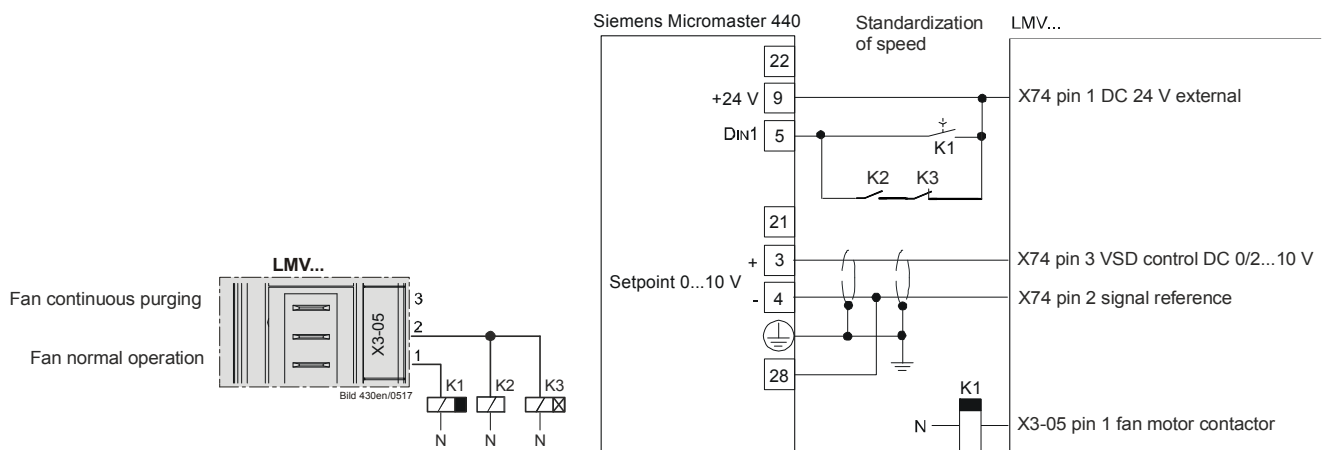 Siemens Micromaster 440
Standardization
of speed
LMV...
22
+24 V 9
X74 pin 1 DC 24 V external
DIN1 5
K1
K2 K3
21
+ 3
X74 pin 3 VSD control DC 0/2...10 V
Setpoint 0...10 V
- 4
X74 pin 2 signal reference
28
K1
N
X3-05 pin 1 fan motor contactor
LMV...
Fan continuous purging
Fan normal operation
X3-05
3
2
1
Bild 430en/0517
K1 K2 K3
N N N